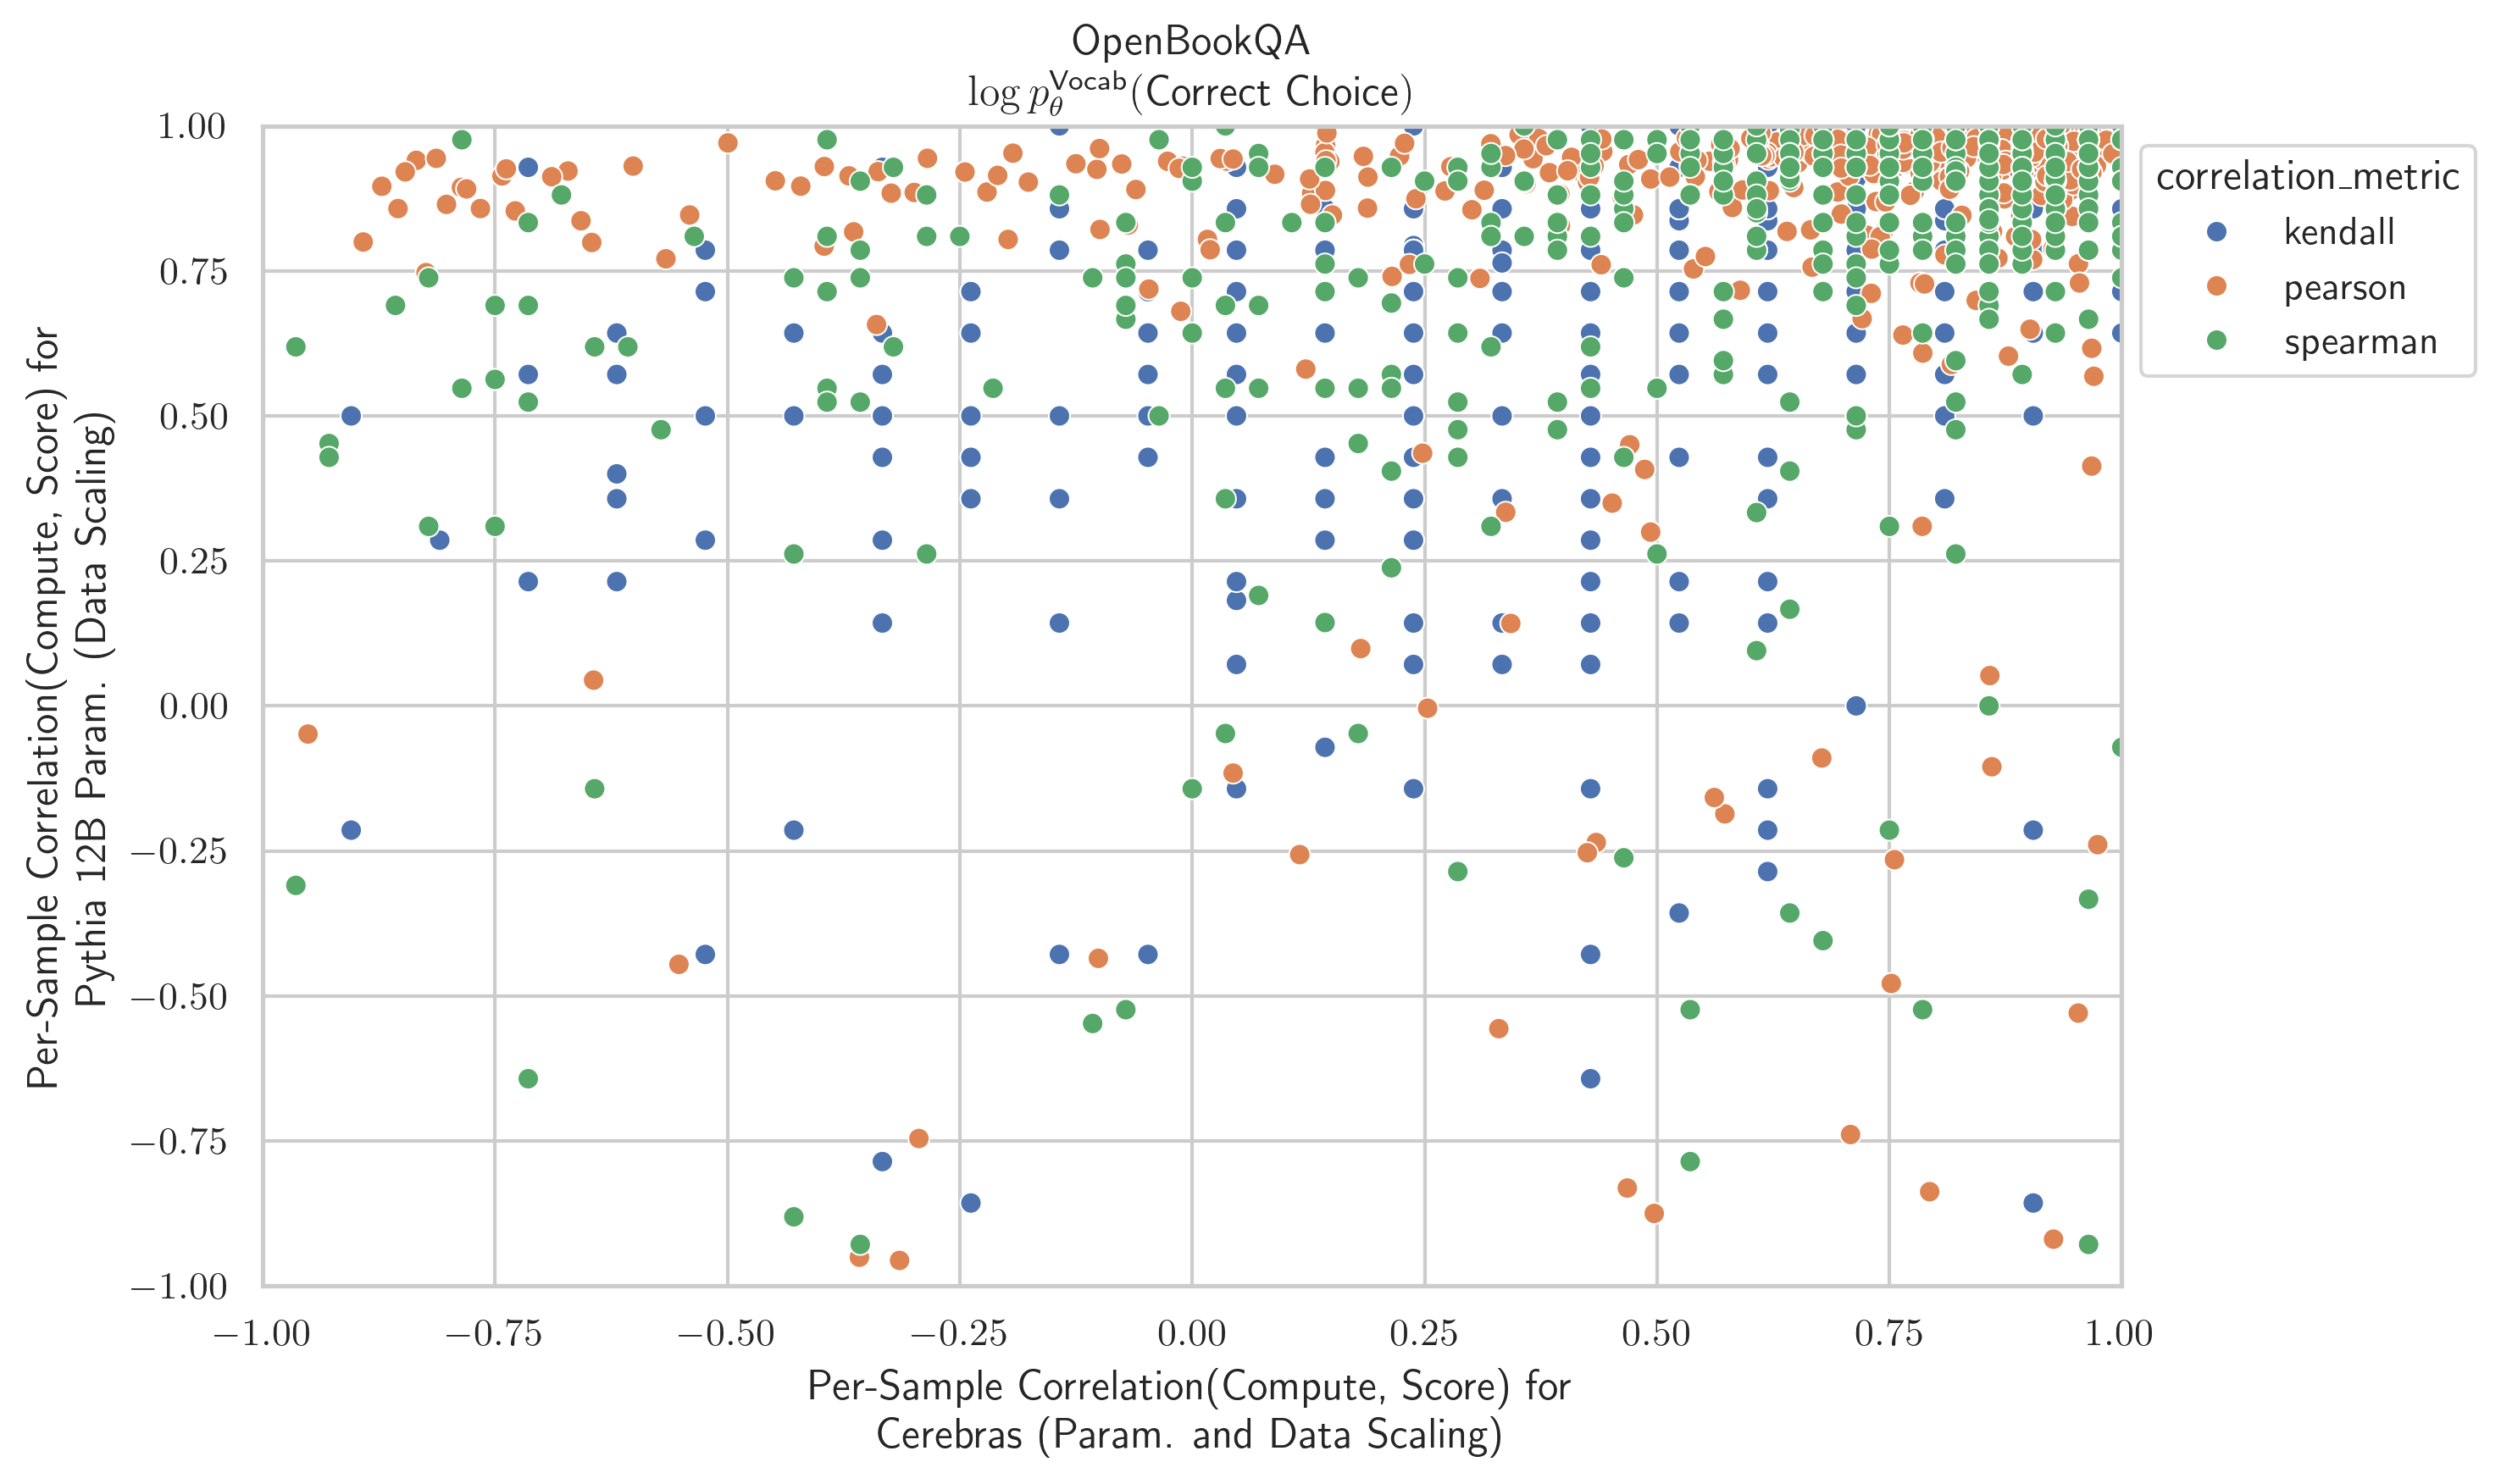 OpenBookQA
log p_θ^Vocab(Correct Choice)
1.00
0.75
0.50
0.25
0.00
−0.25
−0.50
−0.75
−1.00
Per-Sample Correlation(Compute, Score) for
Pythia 12B Param. (Data Scaling)
−1.00 −0.75 −0.50 −0.25 0.00 0.25 0.50 0.75 1.00
Per-Sample Correlation(Compute, Score) for
Cerebras (Param. and Data Scaling)
correlation_metric
kendall
pearson
spearman